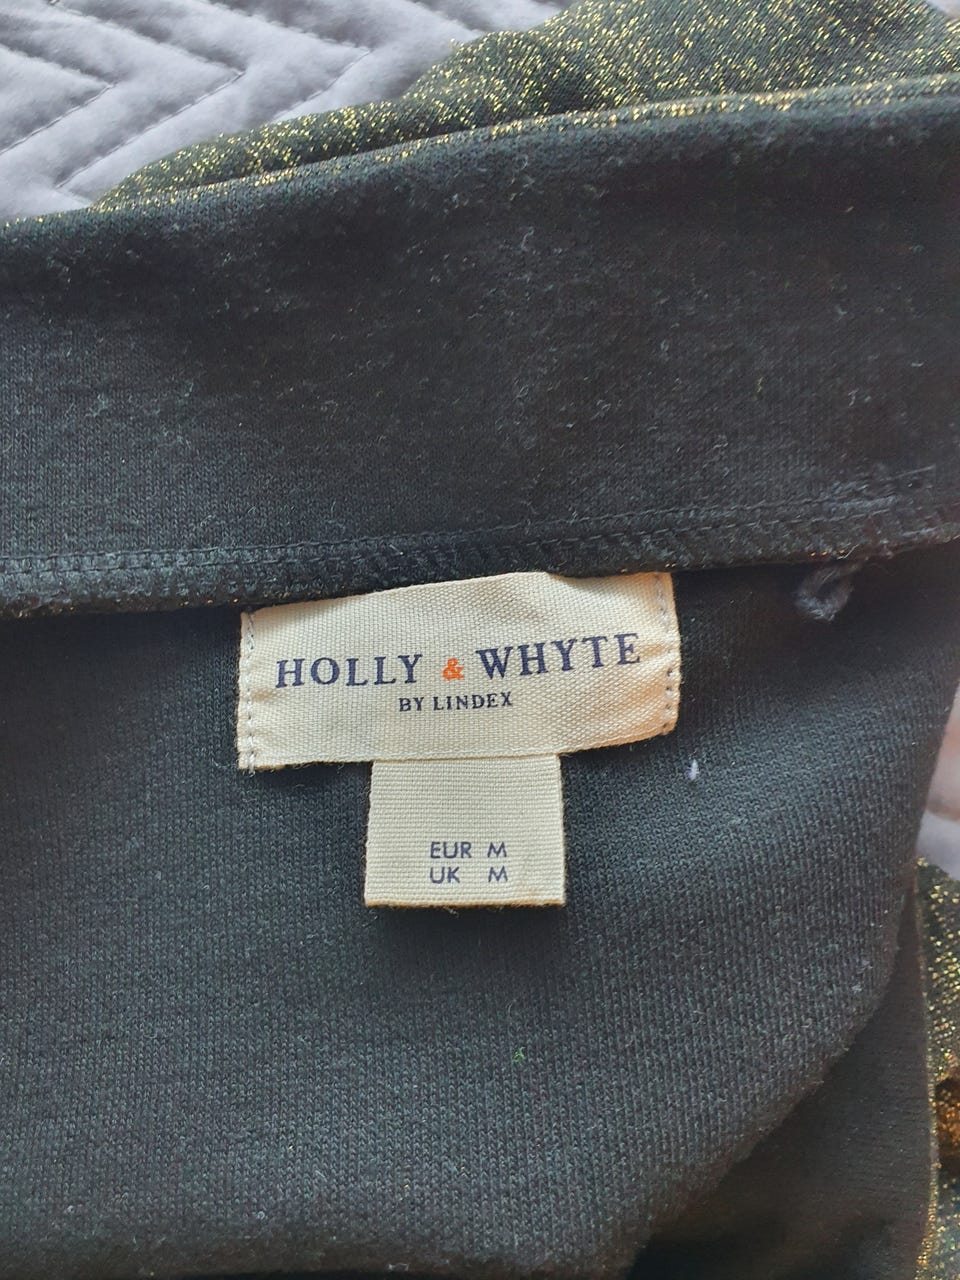 HOLLY & WHYTE
BY LINDEX
EUR M
UK M